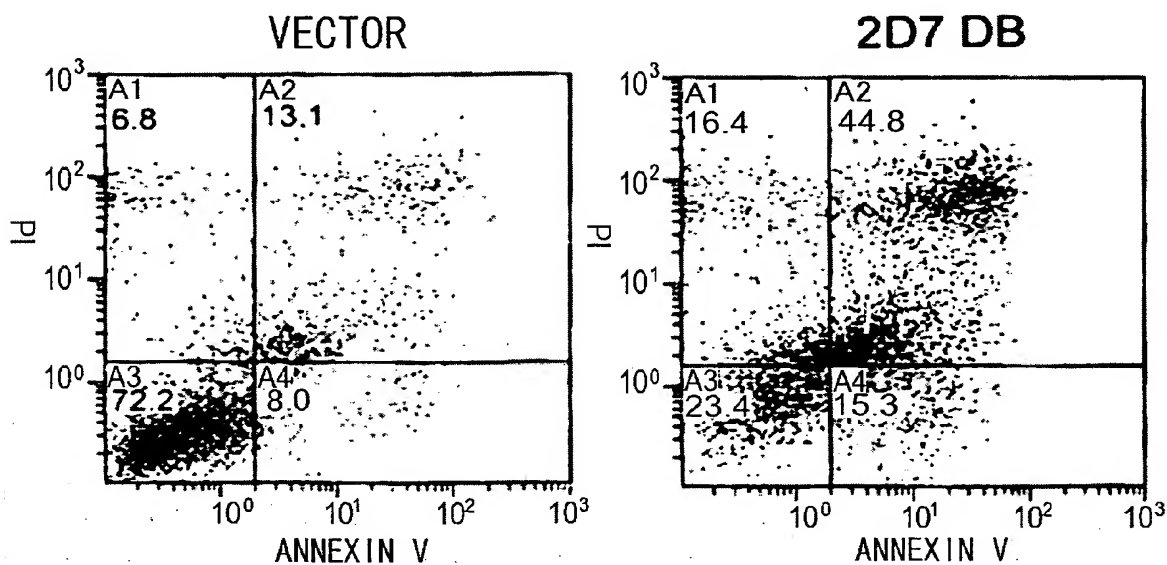 VECTOR
10³
A1
6.8
A2
13.1
10²
PI
10¹
10⁰
A3
72.2
A4
8.0
10⁰ 10¹ 10² 10³
ANNEXIN V
2D7 DB
10³
A1
16.4
A2
44.8
10²
PI
10¹
10⁰
A3
23.4
A4
15.3
10⁰ 10¹ 10² 10³
ANNEXIN V